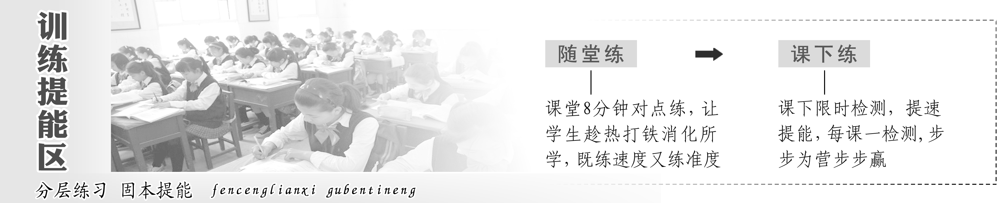 训练提能区
分层练习 固本提能 fencenglianxi gubentineng
随堂练
课堂8分钟对点练，让
学生趁热打铁消化所
学，既练速度又练准度
课下练
课下限时检测，提速
提能，每课一检测，步
步为营步步赢